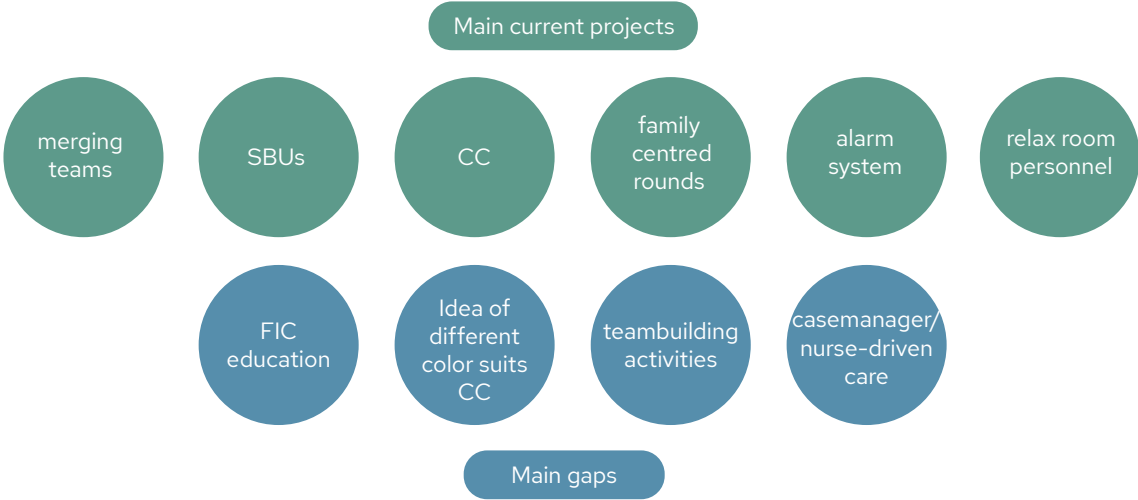 Main current projects
merging
teams
SBUs
CC
family
centred
rounds
alarm
system
relax room
personnel
FIC
education
Idea of
different
color suits
CC
teambuilding
activities
casemanager/
nurse-driven
care
Main gaps